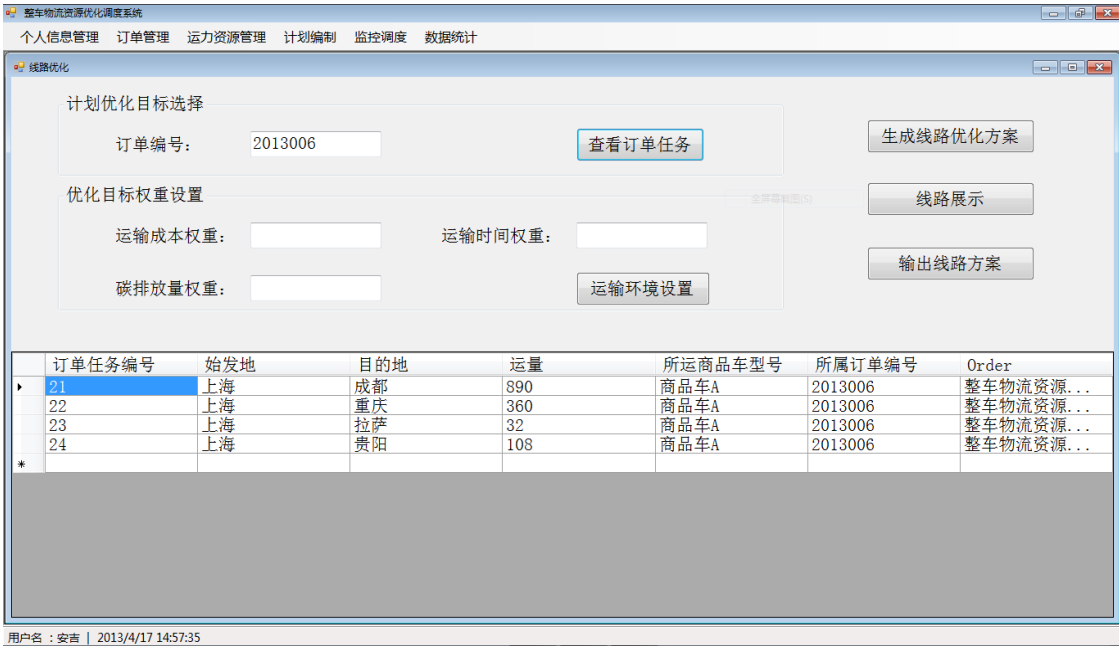 整车物流资源优化调度系统
个人信息管理 订单管理 运力资源管理 计划编制 监控调度 数据统计
线路优化
计划优化目标选择
订单编号: 2013006 查看订单任务
生成线路优化方案
优化目标权重设置
全屏幕截图(S)
线路展示
运输成本权重: 运输时间权重:
输出线路方案
碳排放量权重: 运输环境设置
订单任务编号 始发地 目的地 运量 所运商品车型号 所属订单编号 Order
21 上海 成都 890 商品车A 2013006 整车物流资源...
22 上海 重庆 360 商品车A 2013006 整车物流资源...
23 上海 拉萨 32 商品车A 2013006 整车物流资源...
24 上海 贵阳 108 商品车A 2013006 整车物流资源...
用户名 : 安吉 | 2013/4/17 14:57:35